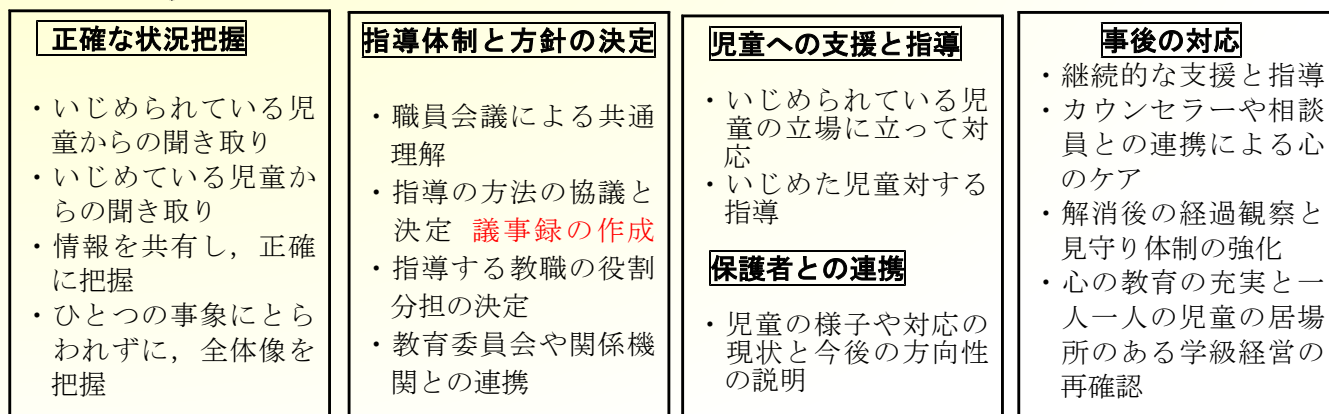 正確な状況把握
・いじめられている児
童からの聞き取り
・いじめている児童か
らの聞き取り
・情報を共有し，正確
に把握
・ひとつの事象にとら
われずに，全体像を
把握
指導体制と方針の決定
・職員会議による共通
理解
・指導の方法の協議と
決定 議事録の作成
・指導する教職の役割
分担の決定
・教育委員会や関係機
関との連携
児童への支援と指導
・いじめられている児
童の立場に立って対
応
・いじめた児童対する
指導
保護者との連携
・児童の様子や対応の
現状と今後の方向性
の説明
事後の対応
・継続的な支援と指導
・カウンセラーや相談
員との連携による心
のケア
・解消後の経過観察と
見守り体制の強化
・心の教育の充実と一
人一人の児童の居場
所のある学級経営の
再確認